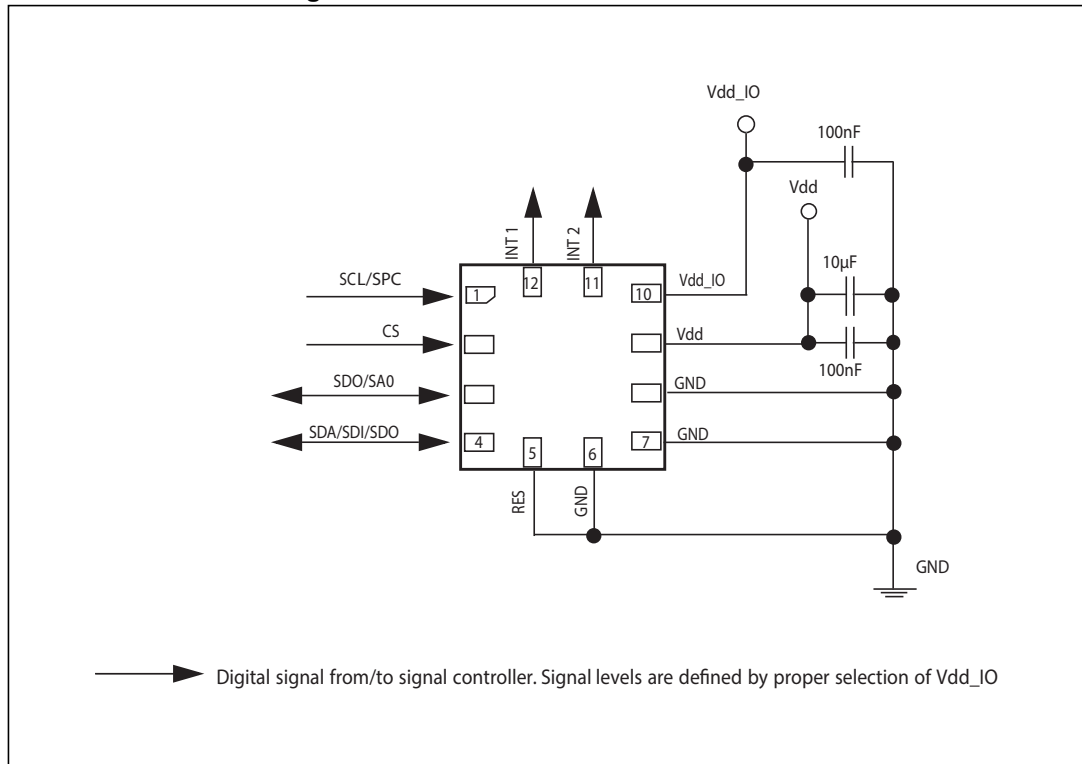 Vdd_IO
100nF
Vdd
INT 1
INT 2
10µF
SCL/SPC
12
11
Vdd_IO
1
10
CS
Vdd
100nF
SDO/SA0
GND
SDA/SDI/SDO
GND
4
5
6
7
RES
GND
GND
Digital signal from/to signal controller. Signal levels are defined by proper selection of Vdd_IO